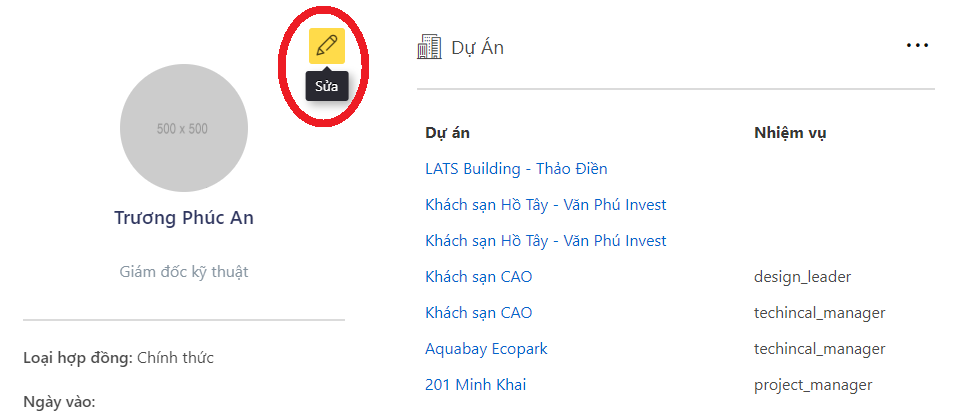 Sửa
500 x 500
Trương Phúc An
Giám đốc kỹ thuật
Loại hợp đồng: Chính thức
Ngày vào:
Dự Án
Dự án Nhiệm vụ
LATS Building - Thảo Điền
Khách sạn Hồ Tây - Văn Phú Invest
Khách sạn Hồ Tây - Văn Phú Invest
Khách sạn CAO design_leader
Khách sạn CAO techincal_manager
Aquabay Ecopark techincal_manager
201 Minh Khai project_manager